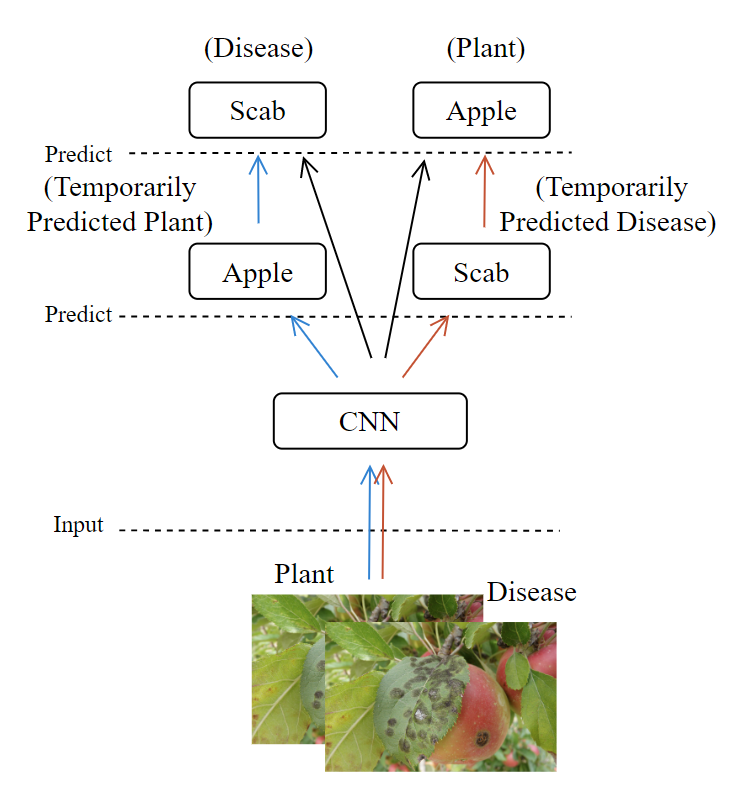 (Disease)
(Plant)
Scab
Apple
Predict
(Temporarily
Predicted Plant)
(Temporarily
Predicted Disease)
Apple
Scab
Predict
CNN
Input
Plant
Disease